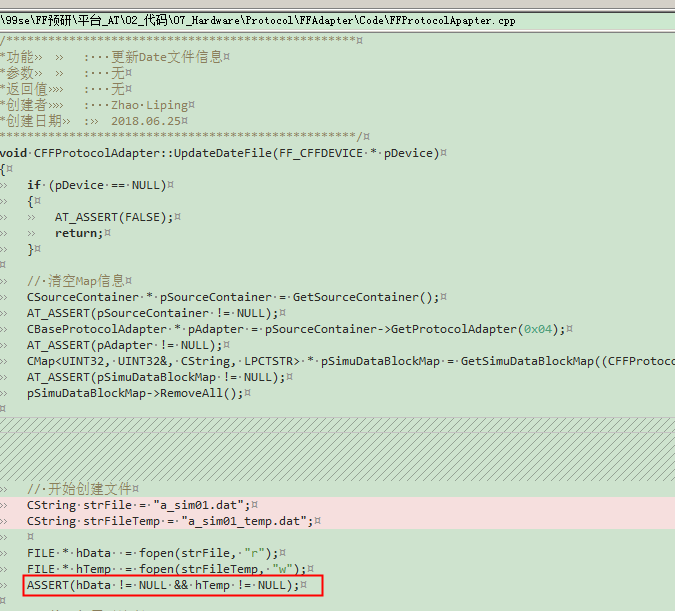 \99se\FF预研\平台_AT\02_代码\07_Hardware\Protocol\FFAdapter\Code\FFProtocolApapter.cpp
/**************************************************
*功能 : 更新Date文件信息
*参数 : 无
*返回值 : 无
*创建者 : Zhao Liping
*创建日期 : 2018.06.25
**************************************************/
void CFFProtocolAdapter::UpdateDateFile(FF_CFFDEVICE * pDevice)
{
if (pDevice == NULL)
{
AT_ASSERT(FALSE);
return;
}
// 清空Map信息
CSourceContainer * pSourceContainer = GetSourceContainer();
AT_ASSERT(pSourceContainer != NULL);
CBaseProtocolAdapter * pAdapter = pSourceContainer->GetProtocolAdapter(0x04);
AT_ASSERT(pAdapter != NULL);
CMap<UINT32, UINT32&, CString, LPCTSTR> * pSimuDataBlockMap = GetSimuDataBlockMap((CFFProtoco
AT_ASSERT(pSimuDataBlockMap != NULL);
pSimuDataBlockMap->RemoveAll();
// 开始创建文件
CString strFile = "a_sim01.dat";
CString strFileTemp = "a_sim01_temp.dat";
FILE * hData = fopen(strFile, "r");
FILE * hTemp = fopen(strFileTemp, "w");
ASSERT(hData != NULL && hTemp != NULL);